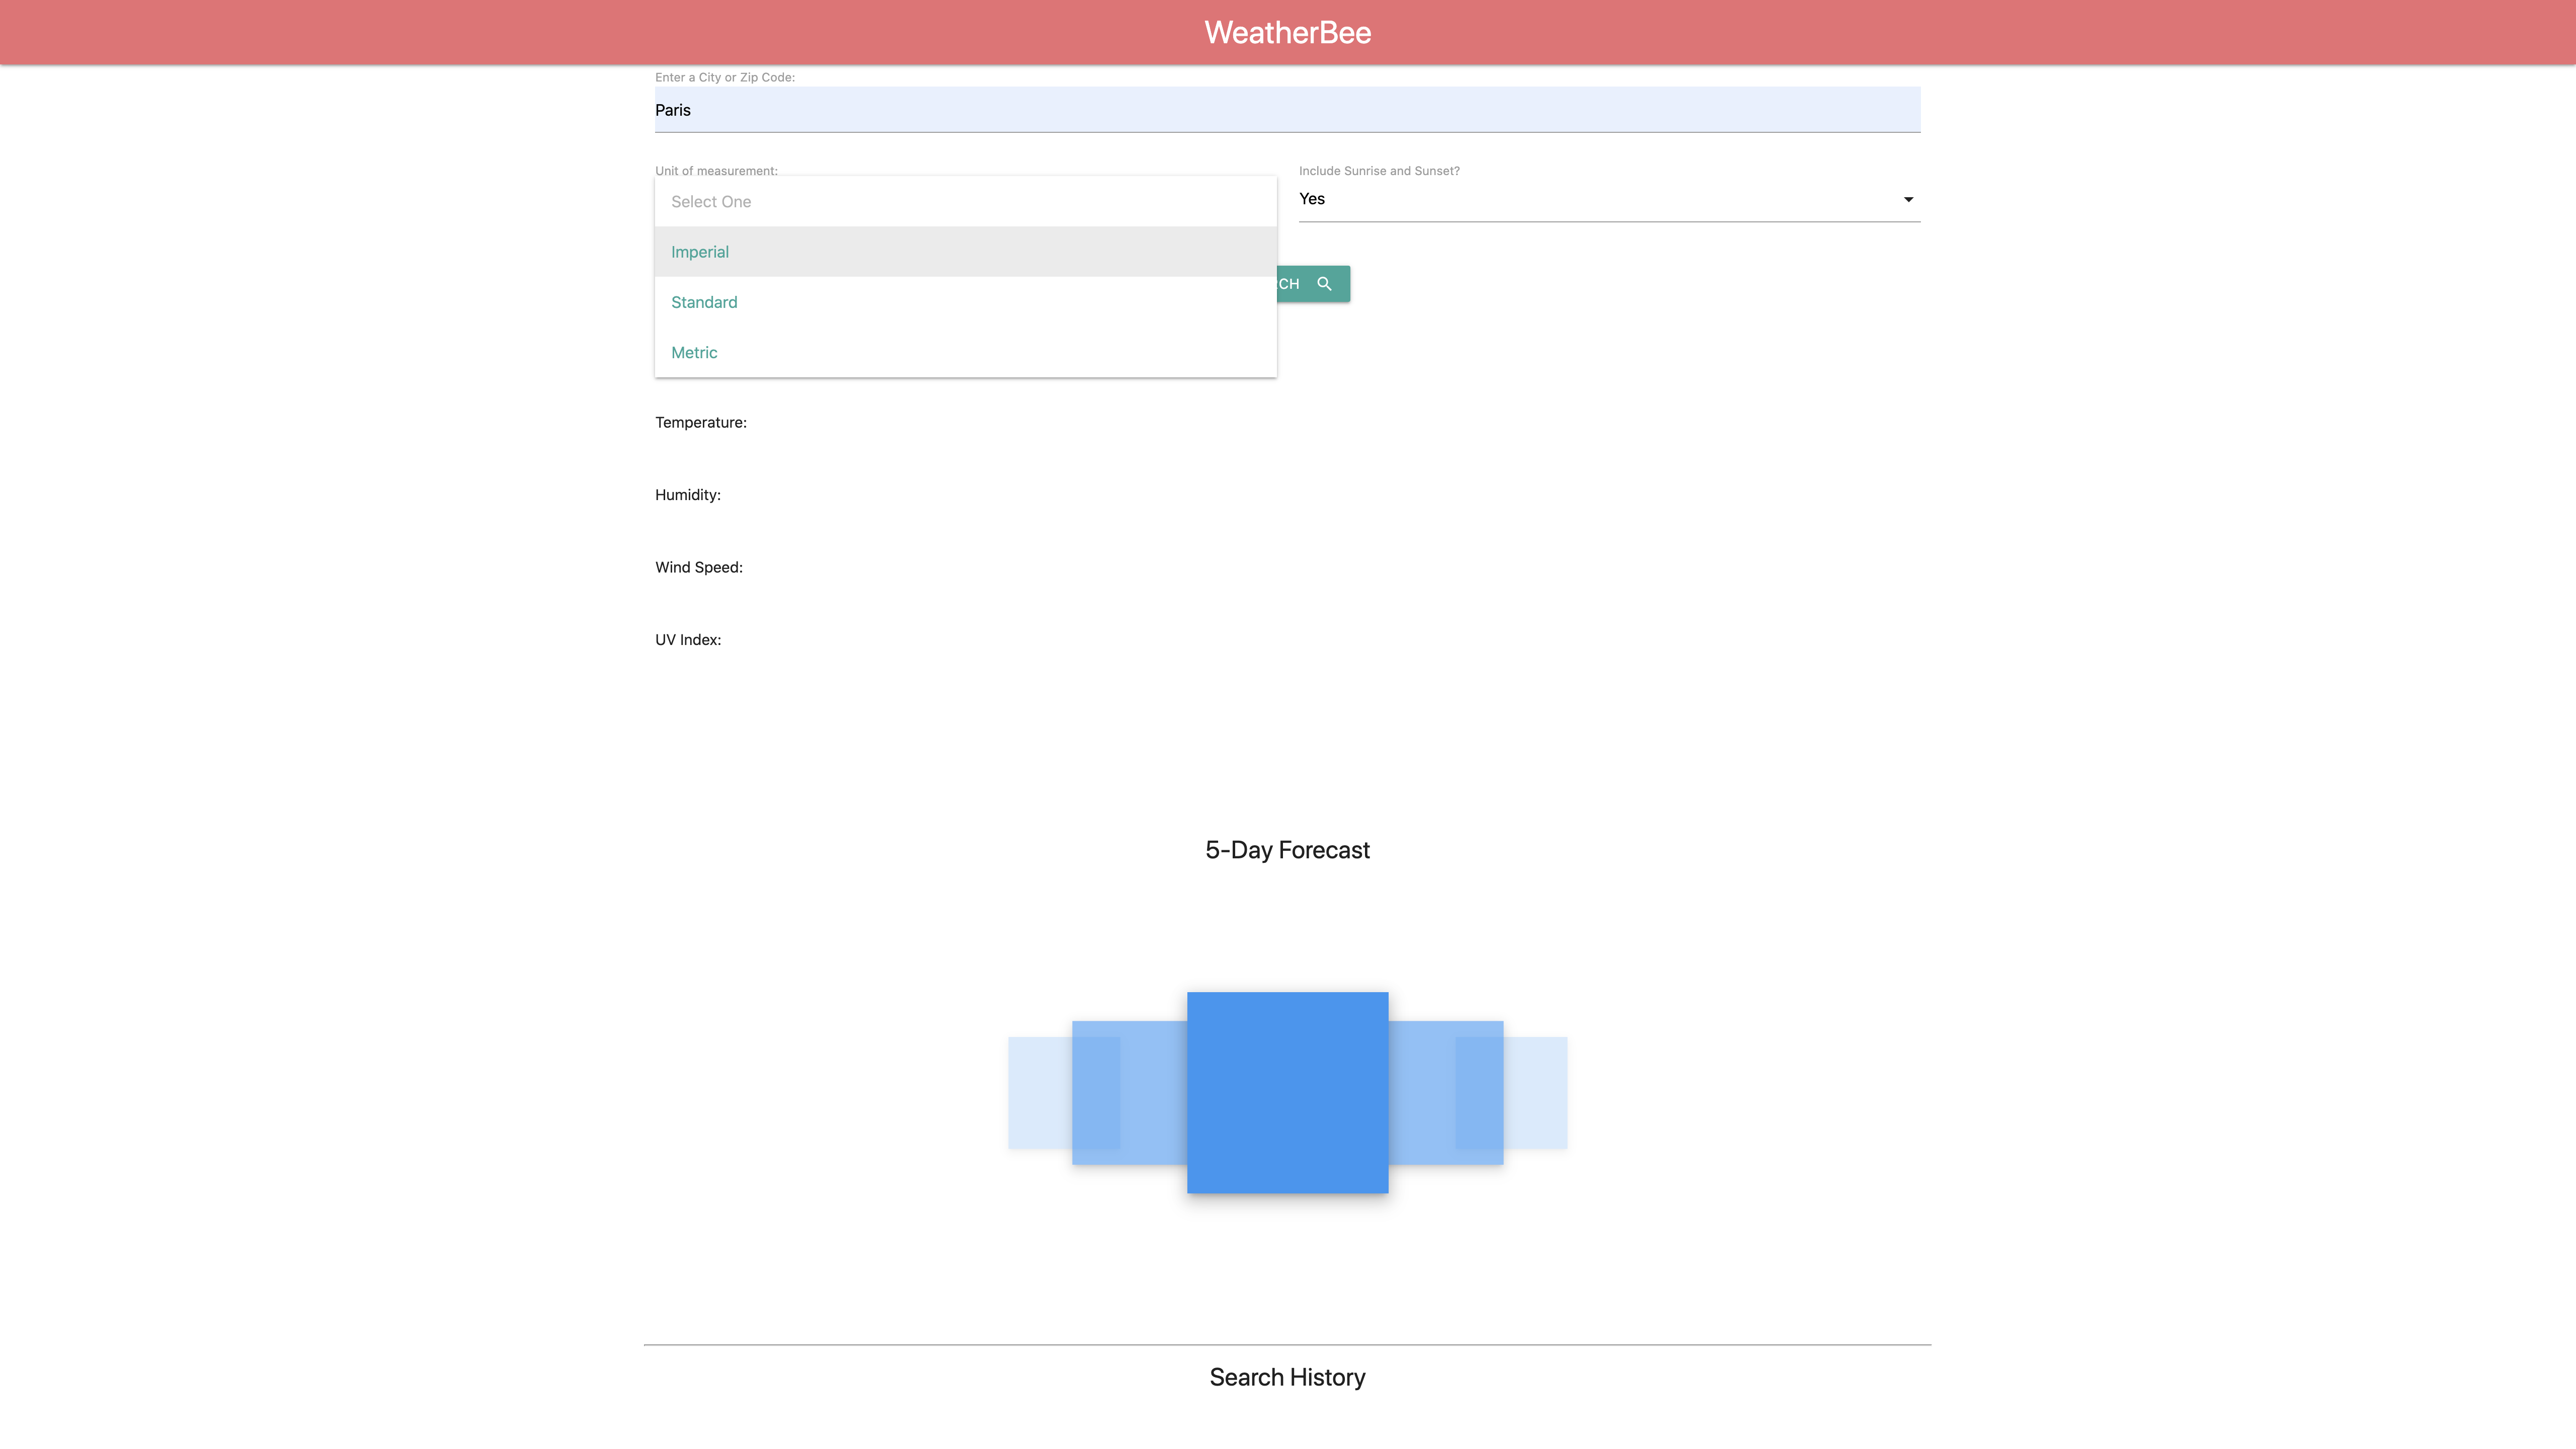 WeatherBee
Enter a City or Zip Code:
Paris
Unit of measurement:
Include Sunrise and Sunset?
Select One
Yes
Imperial
CH
Standard
Metric
Temperature:
Humidity:
Wind Speed:
UV Index:
5-Day Forecast
Search History